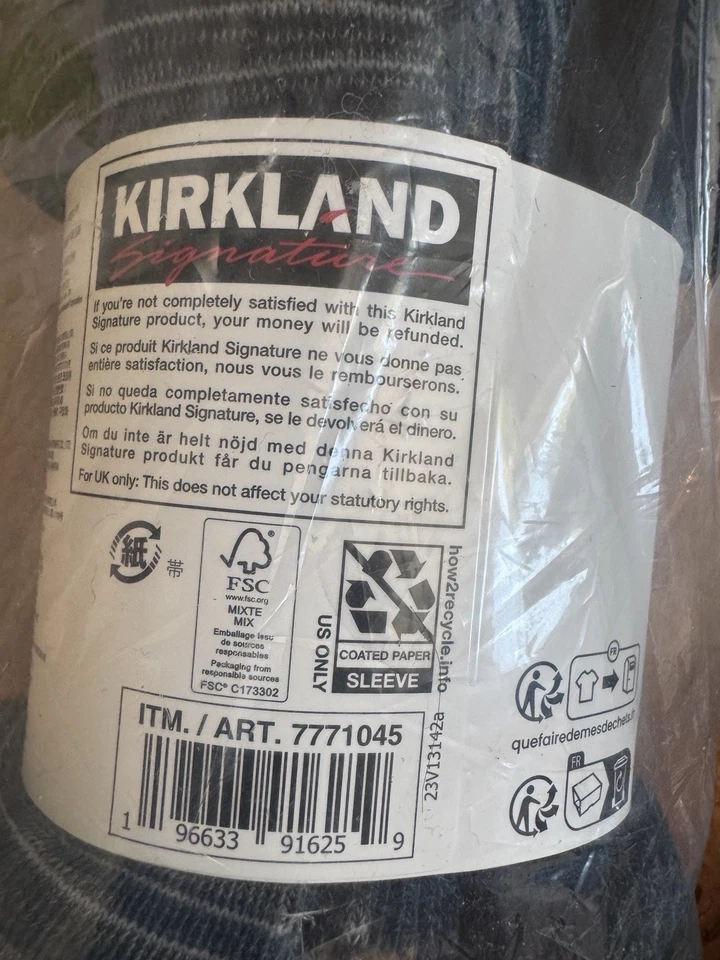 KIRKLAND
Signature
If you're not completely satisfied with this Kirkland
Signature product, your money will be refunded.
Si ce produit Kirkland Signature ne vous donne pas
entière satisfaction, nous vous le rembourserons.
Si no queda completamente satisfecho con su
producto Kirkland Signature, se le devolverá el dinero.
Om du inte är helt nöjd med denna Kirkland
Signature produkt får du pengarna tillbaka.
For UK only: This does not affect your statutory rights.
紙
帯
FSC
www.fsc.org
MIXTE
MIX
Emballage issu
de sources
responsables
Packaging from
responsible sources
FSC® C173302
US ONLY
COATED PAPER
SLEEVE
how2recycle.info
23V13142a
FR
quefairedemesdechets.fr
FR
ITM. / ART. 7771045
1 96633 91625 9